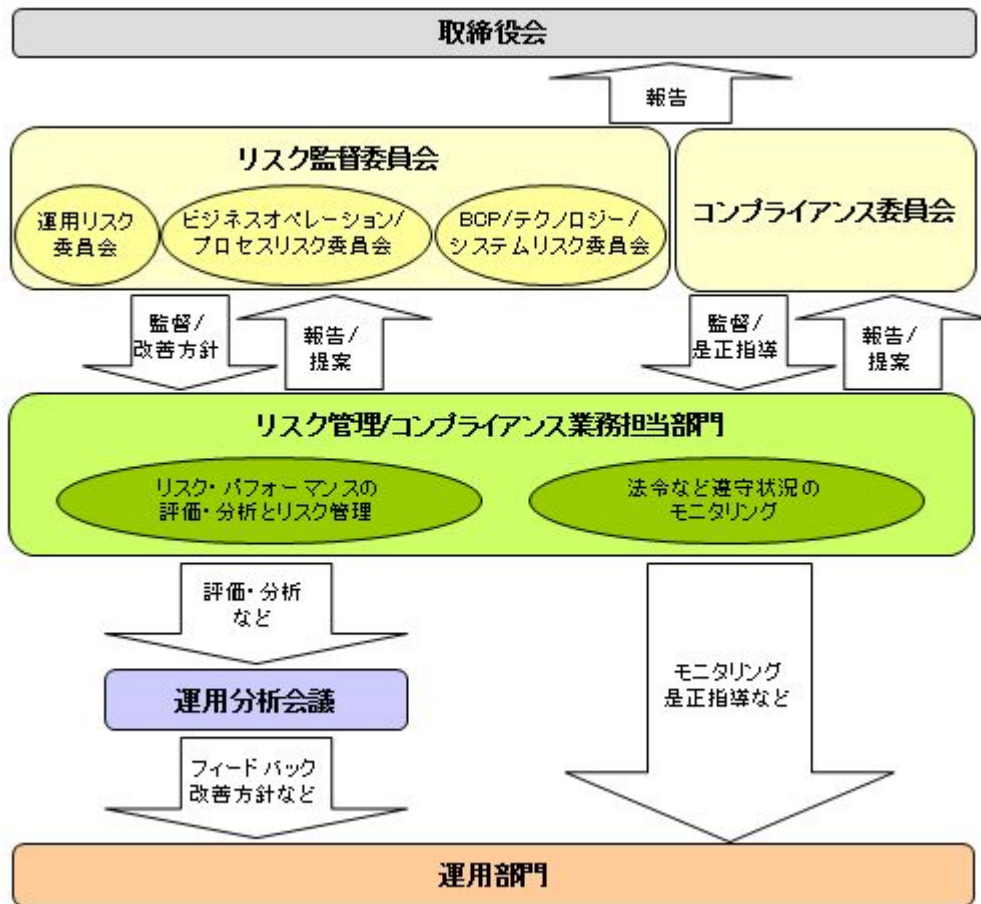 取締役会
報告
リスク監督委員会
運用リスク
委員会
ビジネスオペレーション/
プロセスリスク委員会
BCP/テクノロジー/
システムリスク委員会
コンプライアンス委員会
監督/
改善方針
報告/
提案
監督/
是正指導
報告/
提案
リスク管理/コンプライアンス業務担当部門
リスク・パフォーマンスの
評価・分析とリスク管理
法令など遵守状況の
モニタリング
評価・分析
など
運用分析会議
フィードバック
改善方針など
モニタリング
是正指導など
運用部門